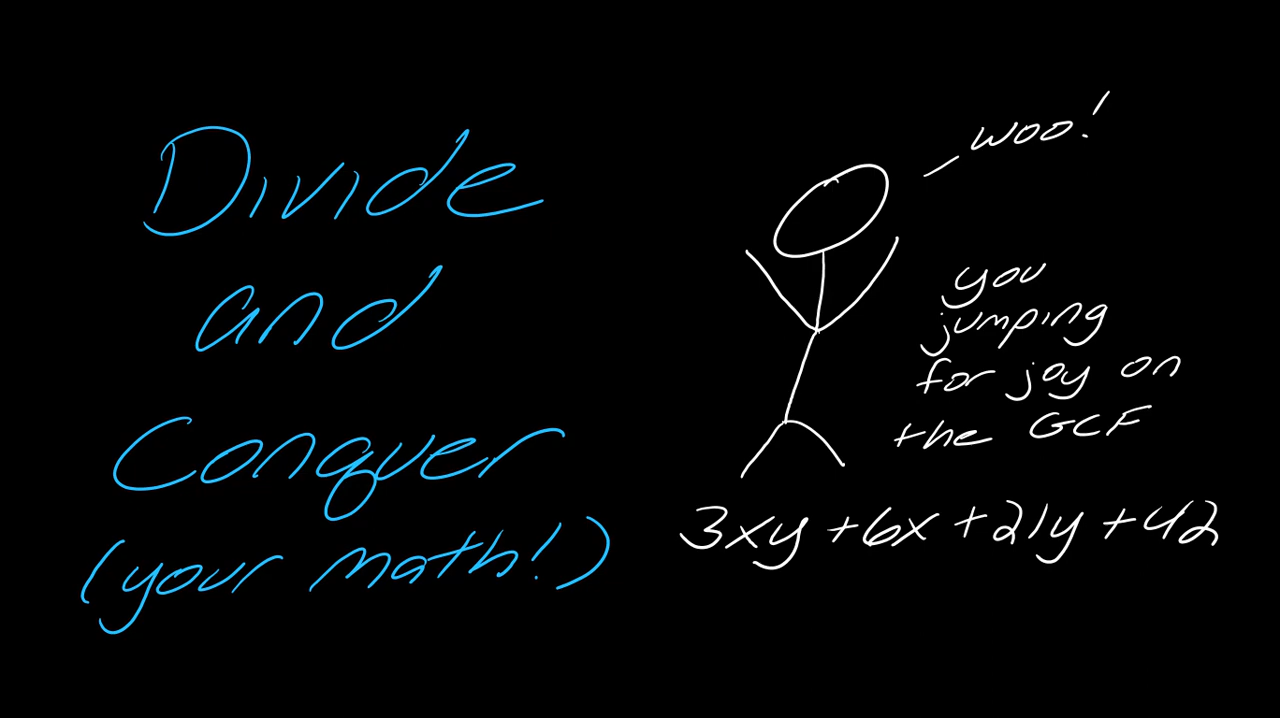 Divide
and
Conquer
(your math!)
woo!
you
jumping
for joy on
the GCF
3xy + 6x + 21y + 42